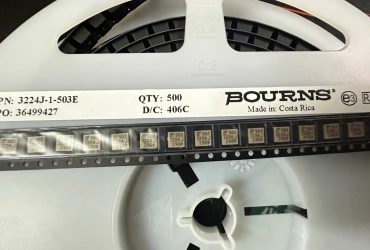 PN: 3224J-1-503E QTY: 500 BOURNS
PO: 36499427 D/C: 406C Made in: Costa Rica
e3